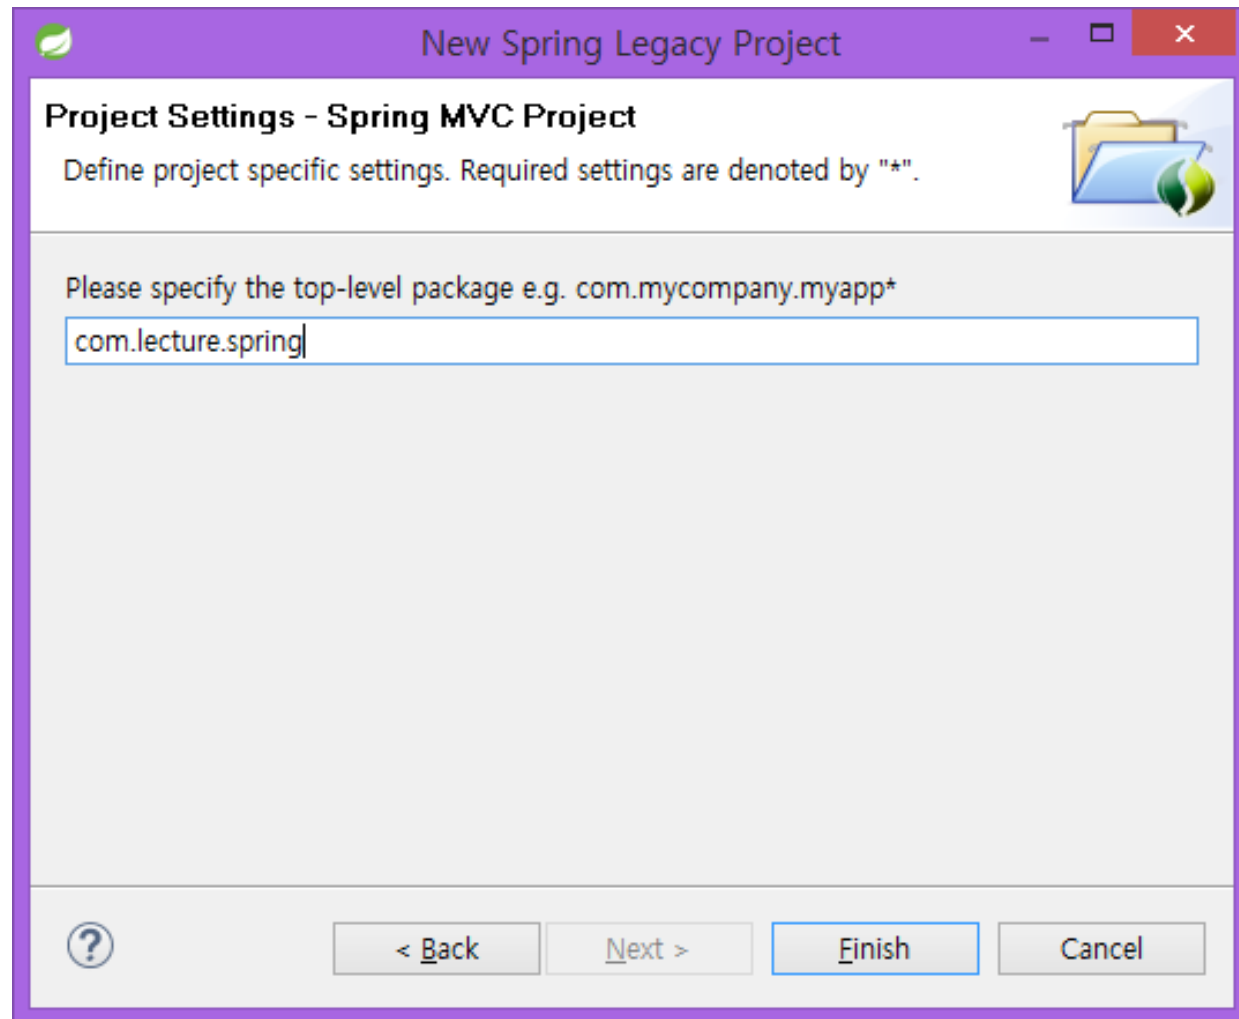 New Spring Legacy Project
Project Settings - Spring MVC Project
Define project specific settings. Required settings are denoted by "*".
Please specify the top-level package e.g. com.mycompany.myapp*
com.lecture.spring
? < Back Next > Finish Cancel